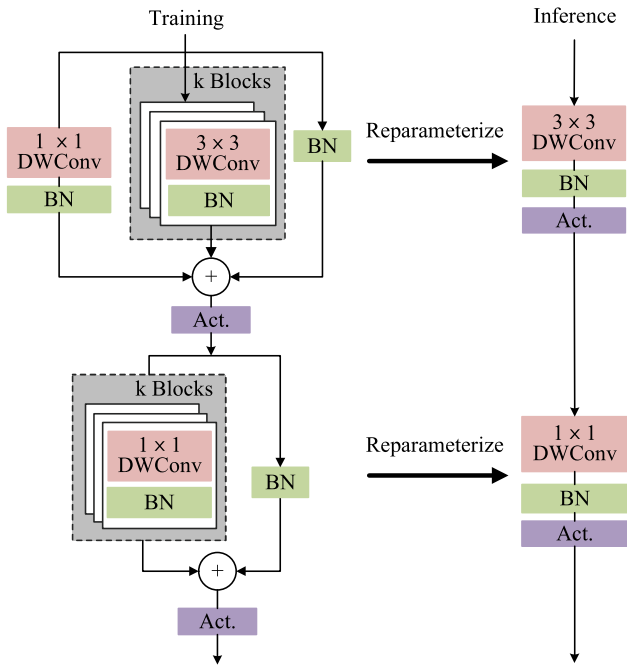 Training
Inference
k Blocks
1 × 1
DWConv
BN
3 × 3
DWConv
BN
BN
Reparameterize
3 × 3
DWConv
BN
Act.
+
Act.
k Blocks
1 × 1
DWConv
BN
BN
Reparameterize
1 × 1
DWConv
BN
Act.
+
Act.